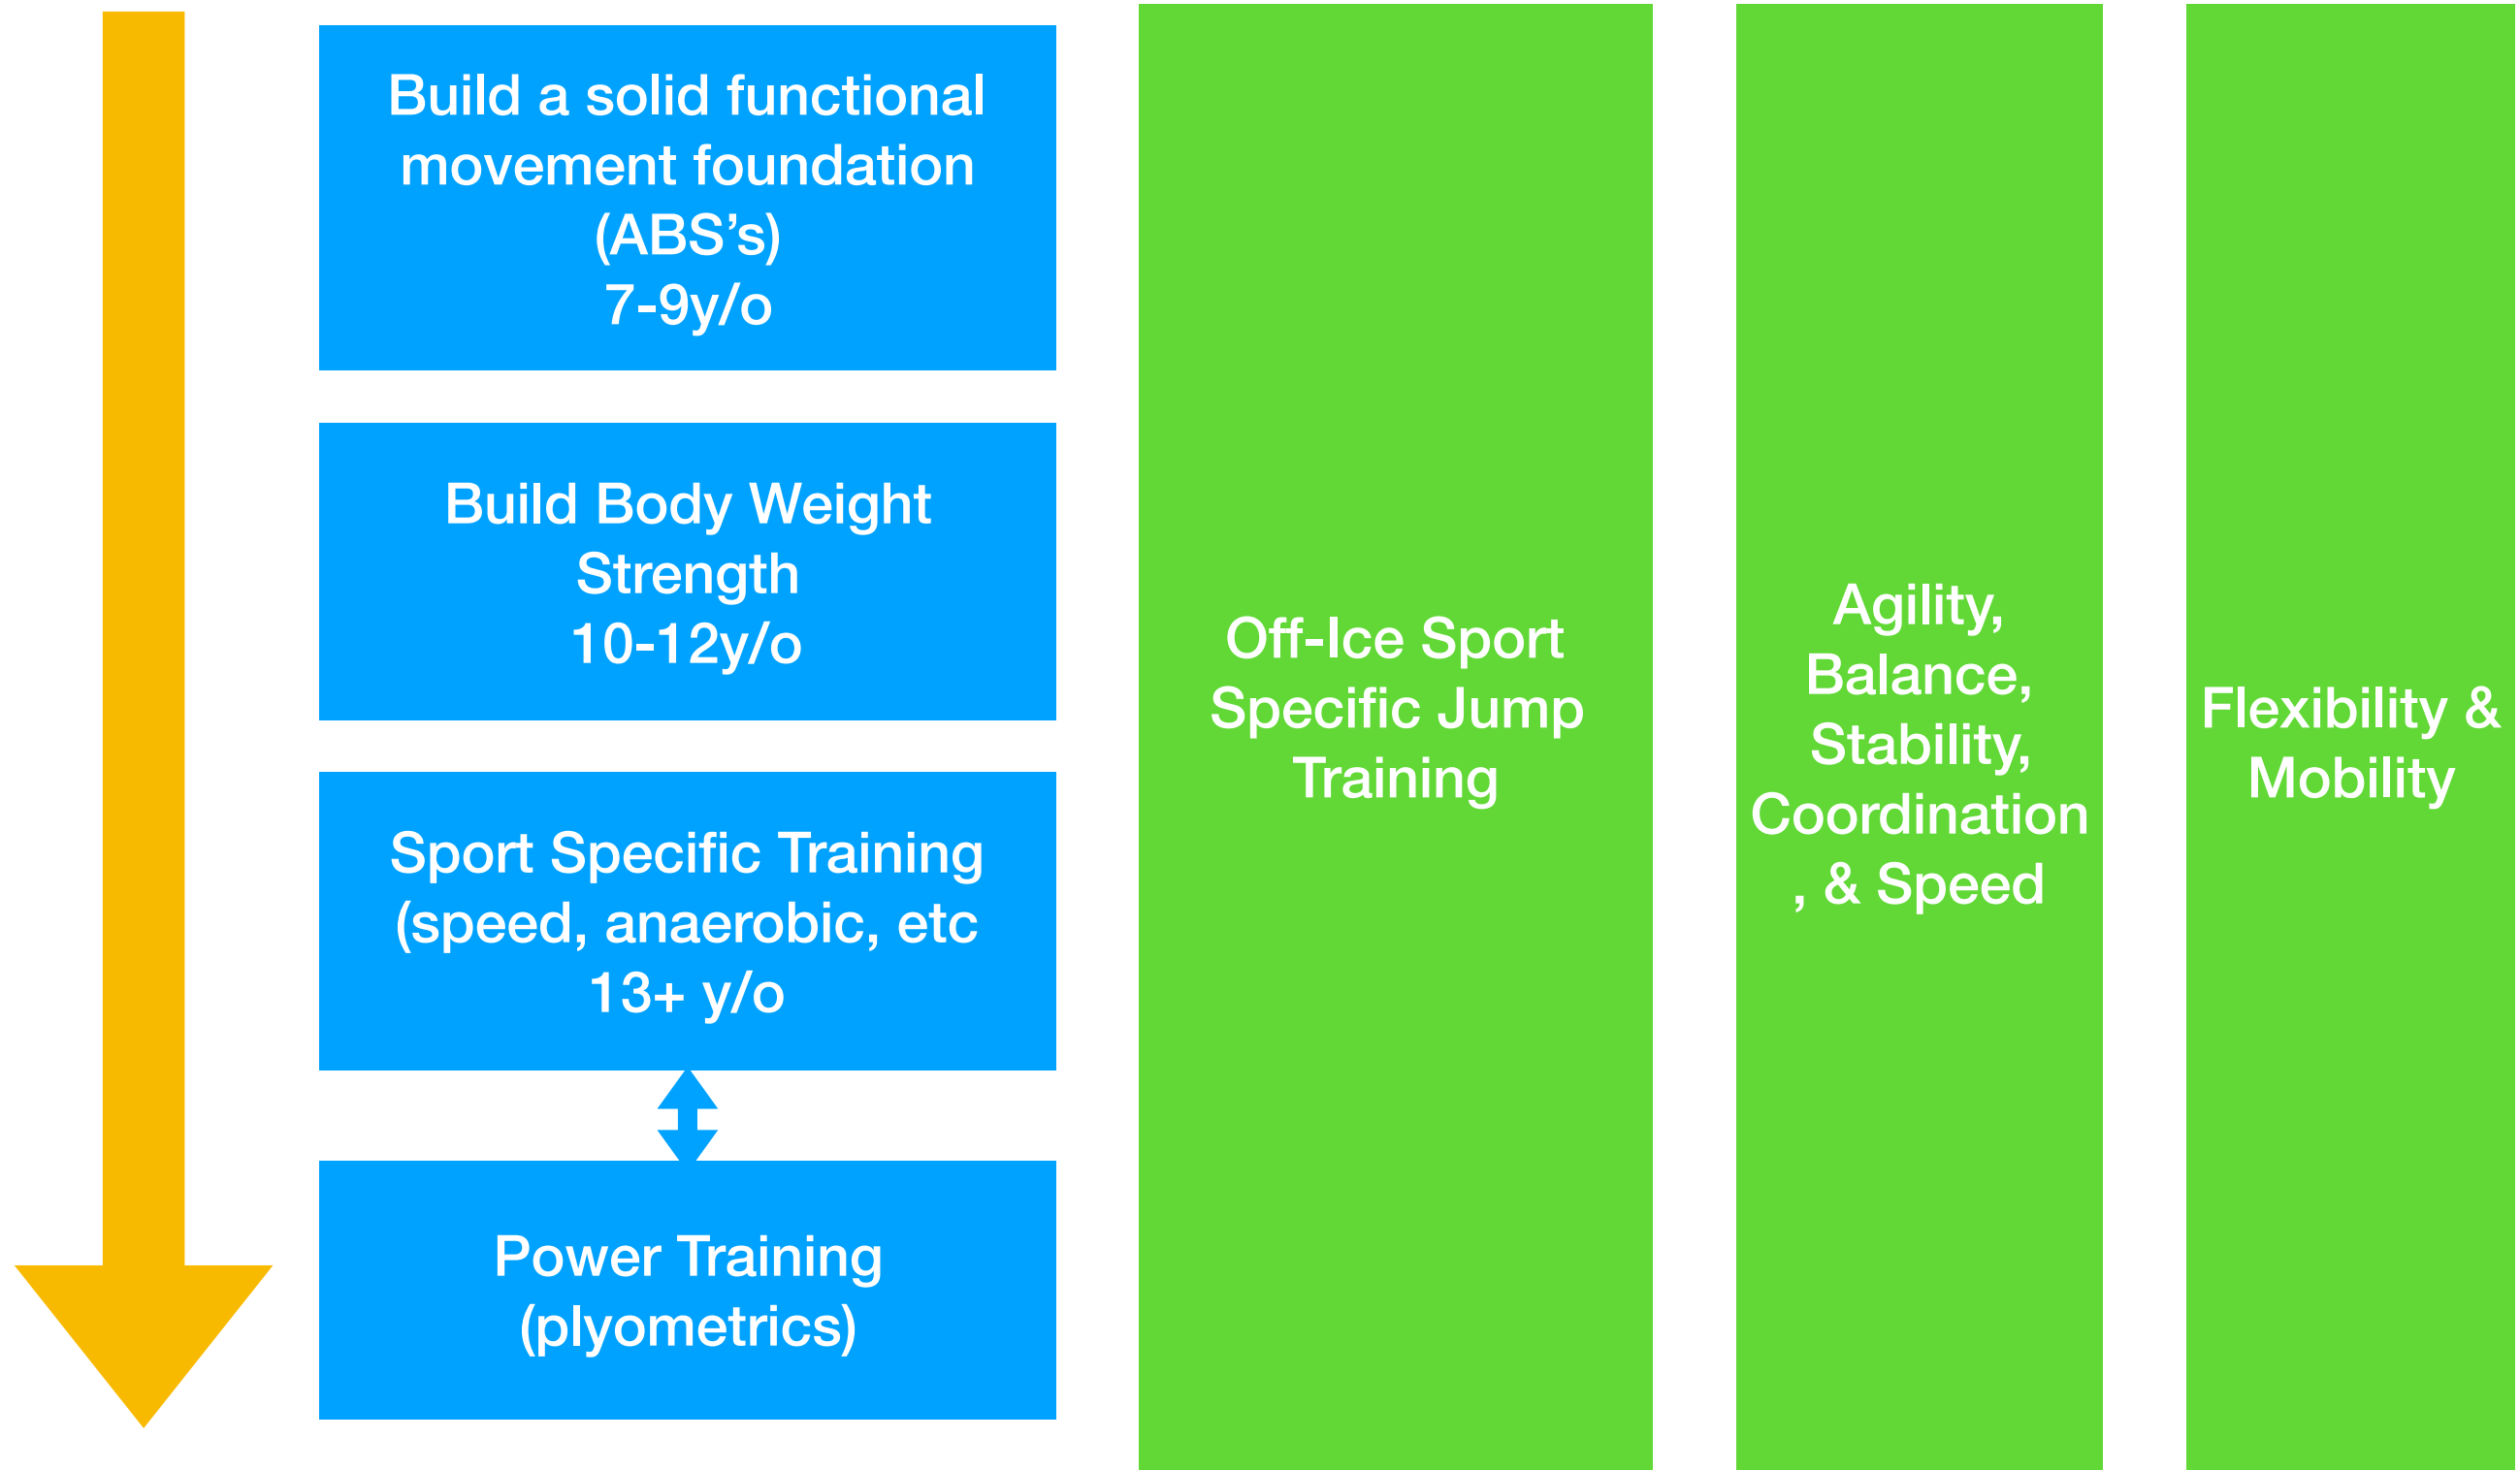 Build a solid functional
movement foundation
(ABS’s)
7-9y/o
Build Body Weight
Strength
10-12y/o
Sport Specific Training
(speed, anaerobic, etc
13+ y/o
Power Training
(plyometrics)
Off-Ice Sport
Specific Jump
Training
Agility,
Balance,
Stability,
Coordination
, & Speed
Flexibility &
Mobility